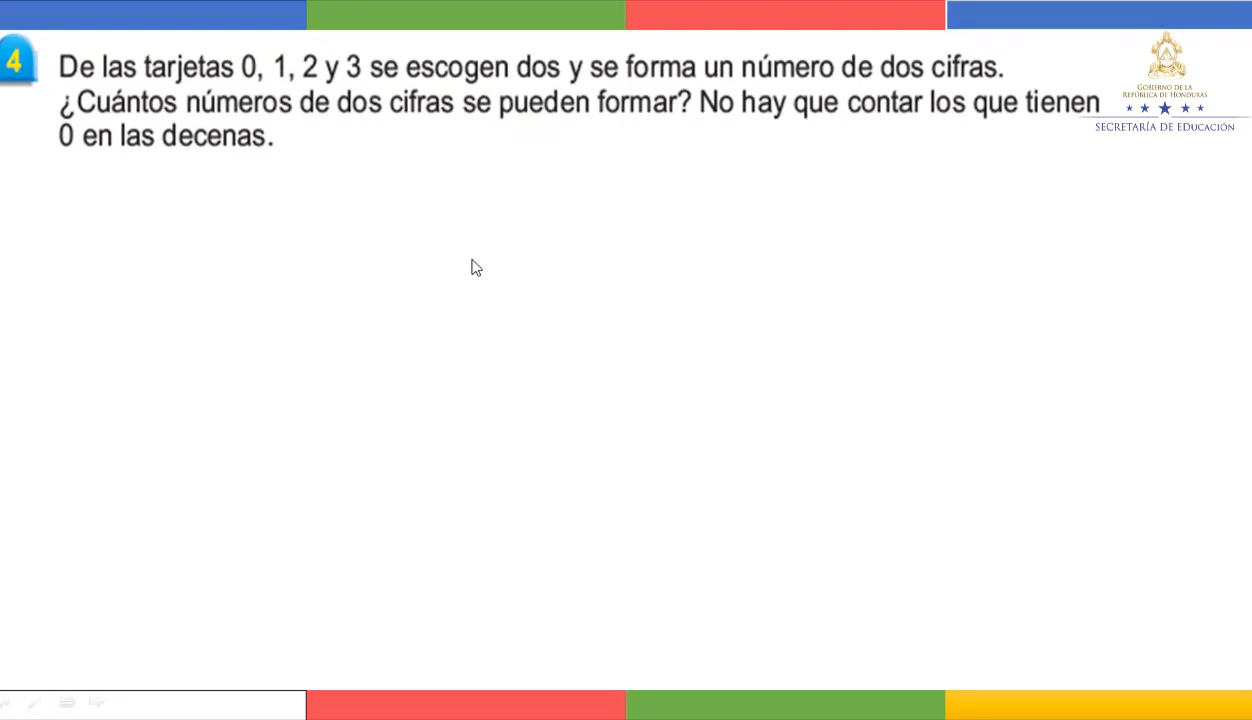 4
De las tarjetas 0, 1, 2 y 3 se escogen dos y se forma un número de dos cifras.
¿Cuántos números de dos cifras se pueden formar? No hay que contar los que tienen
0 en las decenas.
GOBIERNO DE LA
REPÚBLICA DE HONDURAS
SECRETARÍA DE EDUCACIÓN